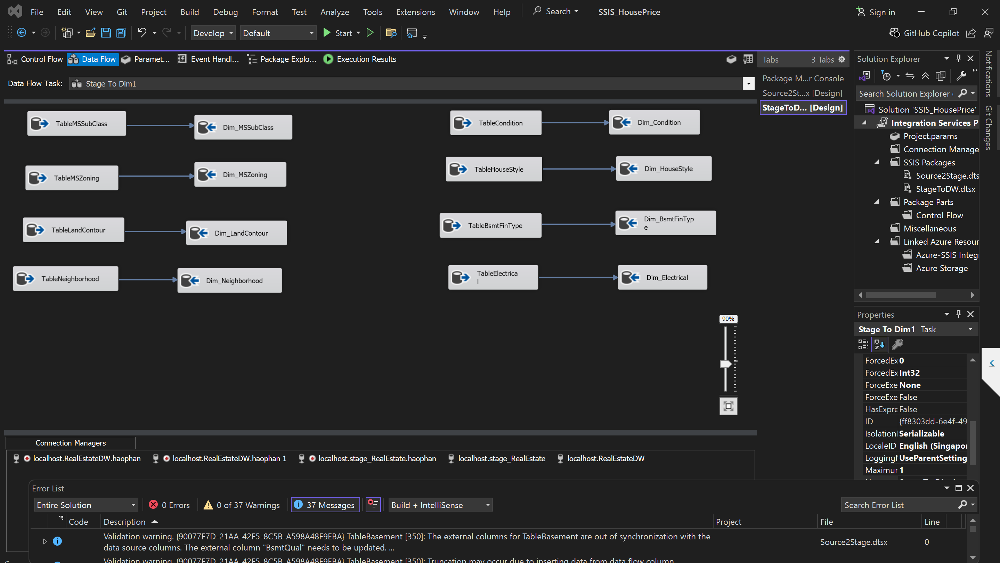 File Edit View Git Project Build Debug Format Test Analyze Tools Extensions Window Help Search SSIS_HousePrice Sign in
Develop Default Start GitHub Copilot
Control Flow Data Flow Paramet... Event Handl... Package Explo... Execution Results
Data Flow Task: Stage To Dim1
TableMSSubClass Dim_MSSubClass TableCondition Dim_Condition
TableMSZoning Dim_MSZoning TableHouseStyle Dim_HouseStyle
TableLandContour Dim_LandContour TableBsmtFinType Dim_BsmtFinTyp
e
TableNeighborhood Dim_Neighborhood TableElectrica
l
Dim_Electrical
90%
Tabs 3 Tabs
Package M...r Console
Source2St...x [Design]
StageToD... [Design]
Solution Explorer
Search Solution Explorer (
Solution 'SSIS_HousePrice'
Integration Services P
Project.params
Connection Manage
SSIS Packages
Source2Stage.dts
StageToDW.dtsx
Package Parts
Control Flow
Miscellaneous
Linked Azure Resour
Azure-SSIS Integ
Azure Storage
Notifications
Git Changes
Properties
Stage To Dim1 Task
ForcedEx 0
ForcedEx Int32
ForceExe None
ForceExe False
HasExpre False
ID {ff8303dd-6e4f-49
Isolationl Serializable
LocaleID English (Singapo
LoggingM UseParentSetting
Maximur 1
Connection Managers
localhost.RealEstateDW.haophan localhost.RealEstateDW.haophan 1 localhost.stage_RealEstate.haophan localhost.stage_RealEstate localhost.RealEstateDW
Error List
Entire Solution 0 Errors 0 of 37 Warnings 37 Messages Build + IntelliSense Search Error List
Code Description Project File Line
Validation warning. {90077F7D-21AA-42F5-8C5B-A598A48F9EBA} TableBasement [350]: The external columns for TableBasement are out of synchronization with the
data source columns. The external column "BsmtQual" needs to be updated. ...
Source2Stage.dtsx 0
Validation warning. {90077F7D-21AA-42F5-8C5B-A598A48F9EBA} TableBasement [350]: Truncation may occur due to inserting data from data flow column